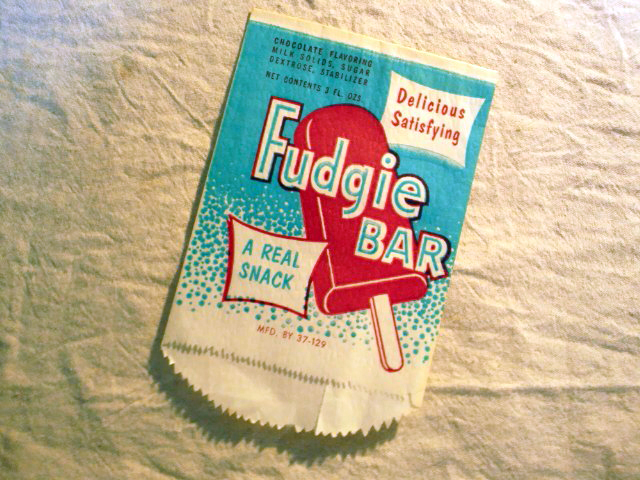 CHOCOLATE FLAVORING
MILK SOLIDS, SUGAR
DEXTROSE, STABILIZER
NET CONTENTS 3 FL. OZS.
Delicious
Satisfying
Fudgie
BAR
A REAL
SNACK
MFD. BY 37-129